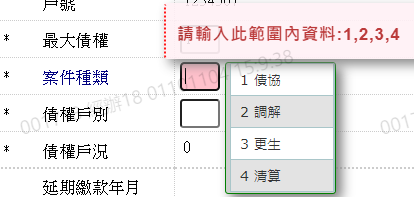 戶號
請輸入此範圍內資料:1,2,3,4
* 最大債權
* 案件種類
1 債協
2 調解
* 債權戶別
3 更生
* 債權戶況 0
4 清算
延期繳款年月